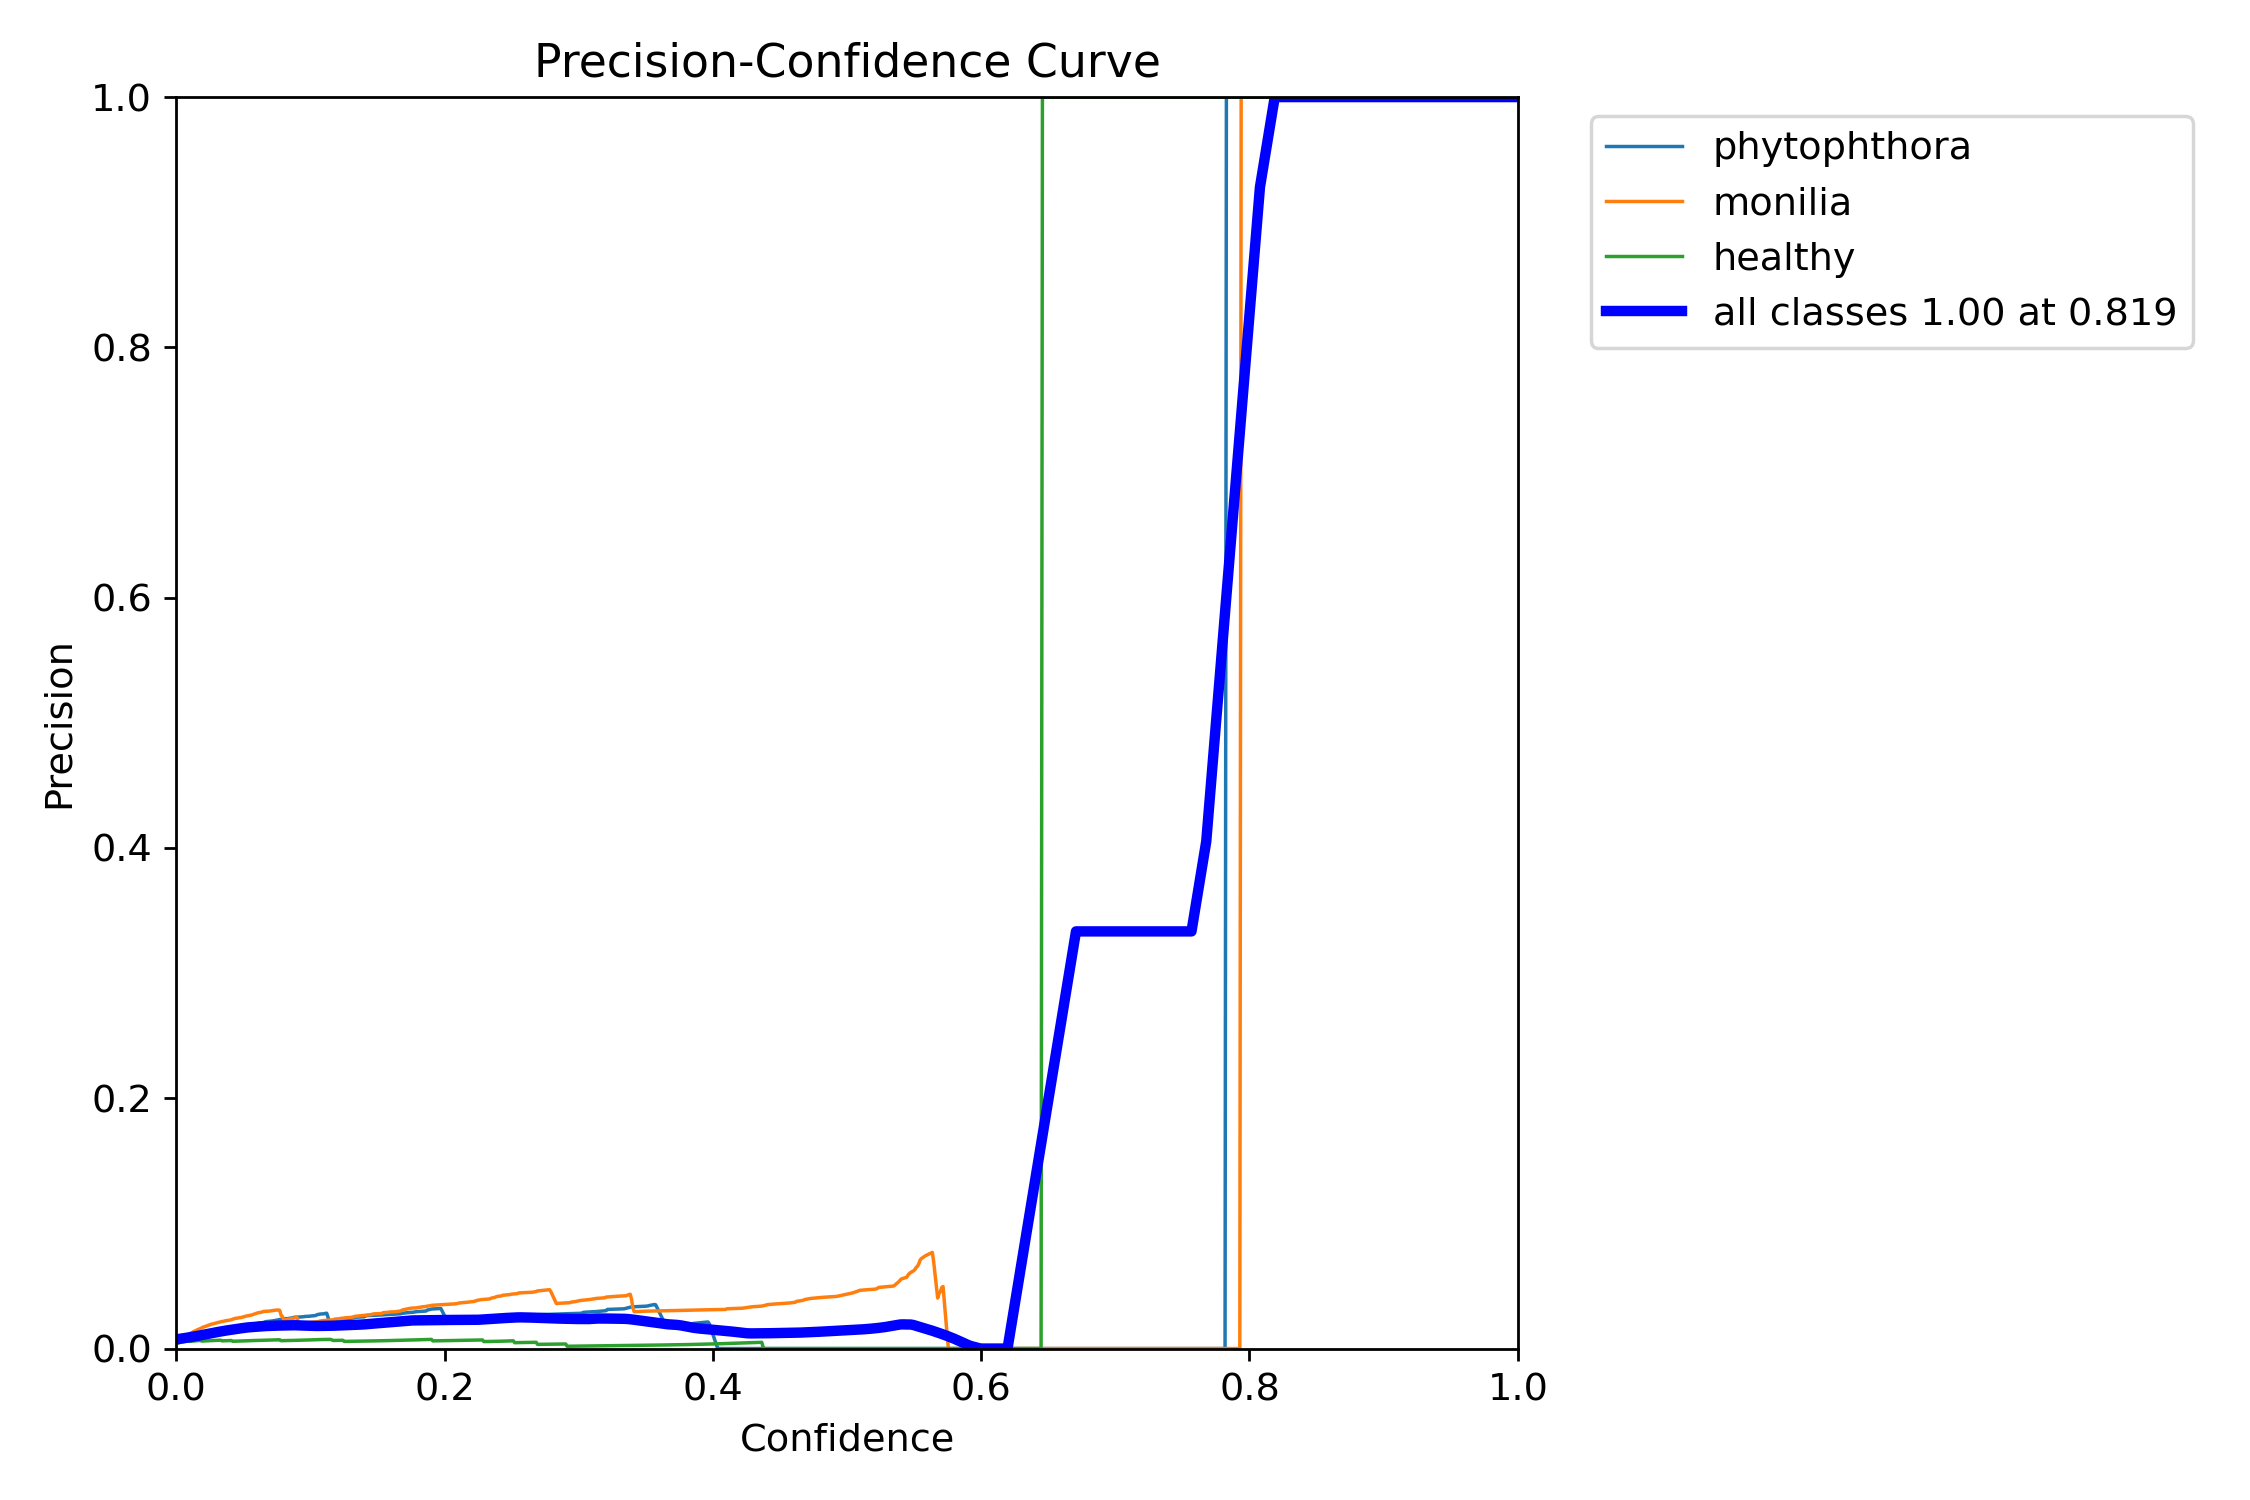 Precision-Confidence Curve
1.0
0.8
0.6
0.4
0.2
0.0
0.0 0.2 0.4 0.6 0.8 1.0
Precision
Confidence
phytophthora
monilia
healthy
all classes 1.00 at 0.819